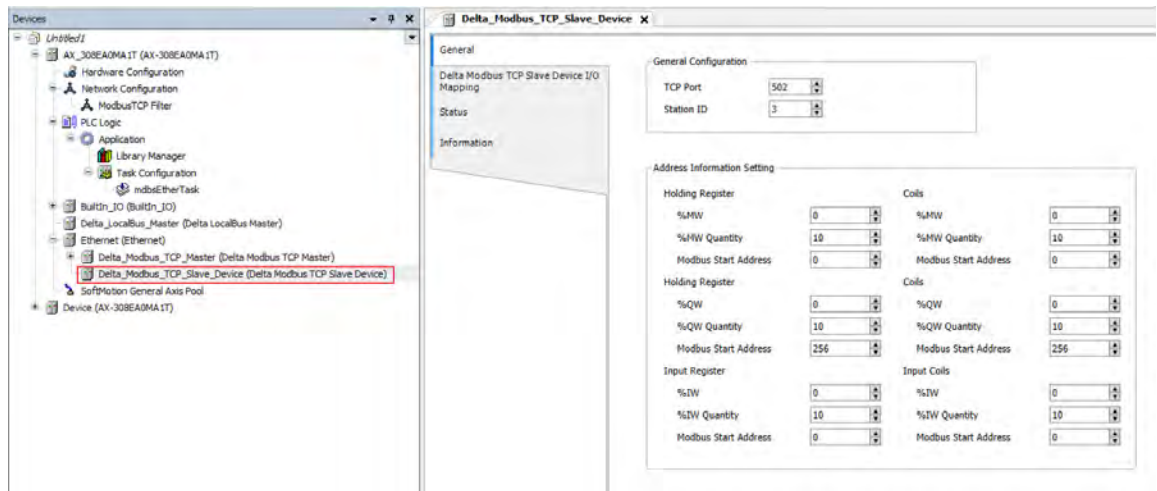 Devices
Untitled1
AX_308EA0MA1T (AX-308EA0MA1T)
Hardware Configuration
Network Configuration
ModbusTCP Filter
PLC Logic
Application
Library Manager
Task Configuration
mdbsEtherTask
BuiltIn_IO (BuiltIn_IO)
Delta_LocalBus_Master (Delta LocalBus Master)
Ethernet (Ethernet)
Delta_Modbus_TCP_Master (Delta Modbus TCP Master)
Delta_Modbus_TCP_Slave_Device (Delta Modbus TCP Slave Device)
SoftMotion General Axis Pool
Device (AX-308EA0MA1T)
Delta_Modbus_TCP_Slave_Device X
General
Delta Modbus TCP Slave Device I/O
Mapping
Status
Information
General Configuration
TCP Port 502
Station ID 3
Address Information Setting
Holding Register Coils
%MW 0 %MW 0
%MW Quantity 10 %MW Quantity 10
Modbus Start Address 0 Modbus Start Address 0
Holding Register Coils
%QW 0 %QW 0
%QW Quantity 10 %QW Quantity 10
Modbus Start Address 256 Modbus Start Address 256
Input Register Input Coils
%IW 0 %IW 0
%IW Quantity 10 %IW Quantity 10
Modbus Start Address 0 Modbus Start Address 0